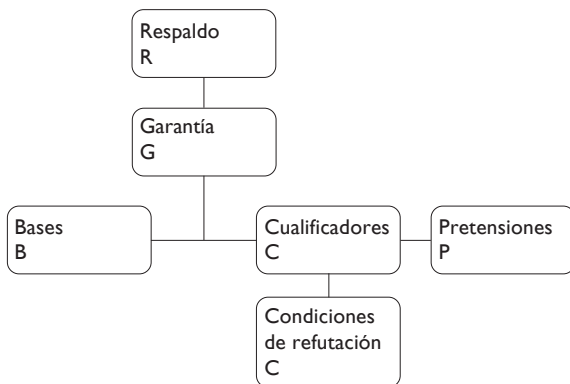 Respaldo
R
Garantía
G
Bases
B
Cualificadores
C
Pretensiones
P
Condiciones
de refutación
C